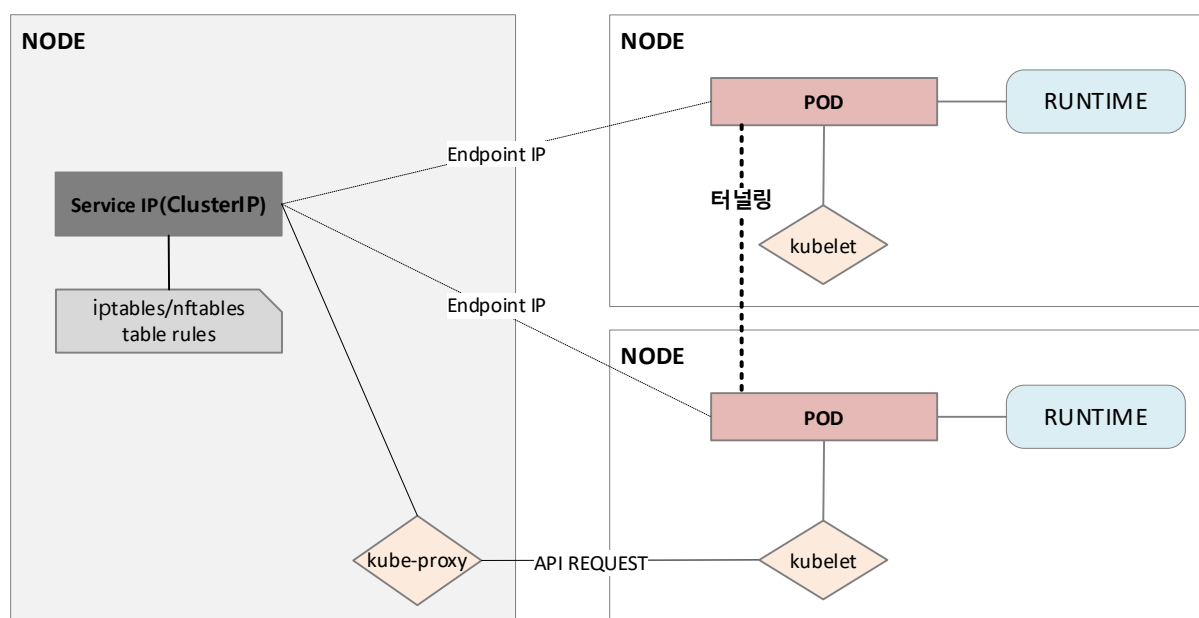 NODE
Service IP(ClusterIP)
iptables/nftables
table rules
kube-proxy
Endpoint IP
Endpoint IP
API REQUEST
NODE
POD
RUNTIME
터널링
kubelet
NODE
POD
RUNTIME
kubelet